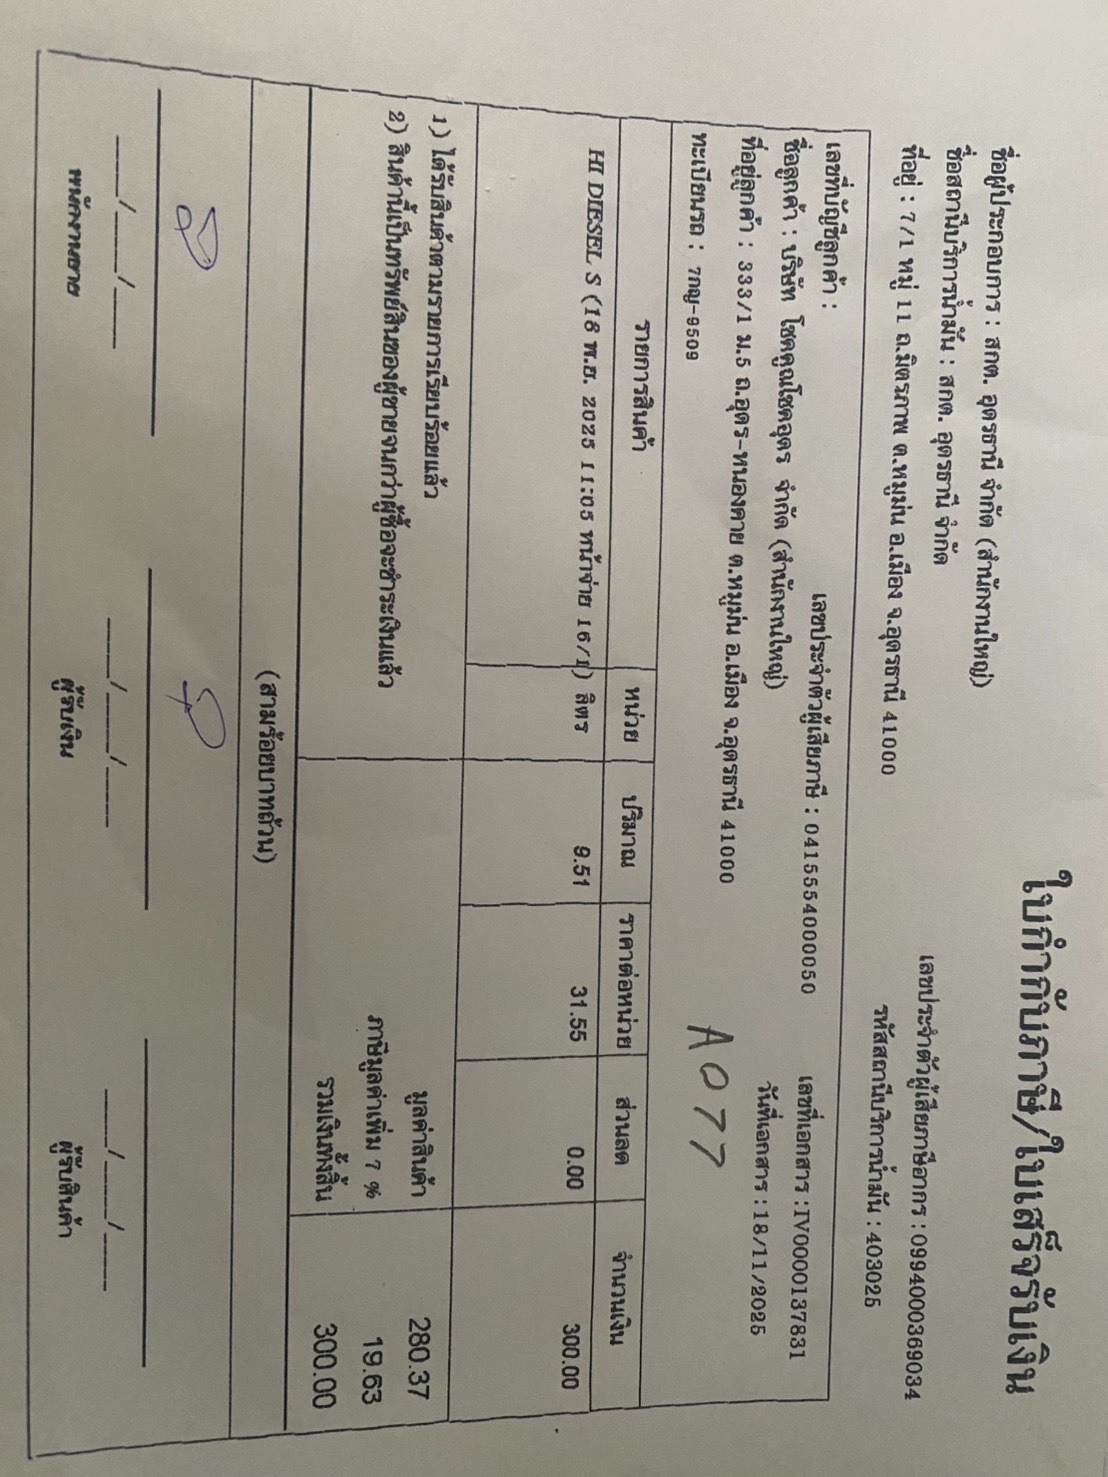 ใบกำกับภาษี/ใบเสร็จรับเงิน
ชื่อผู้ประกอบการ : สกต. อุดรธานี จำกัด (สำนักงานใหญ่) เลขประจำตัวผู้เสียภาษีอากร : 0994000369034
ชื่อสถานีบริการน้ำมัน : สกต. อุดรธานี จำกัด รหัสสถานีบริการน้ำมัน : 403025
ที่อยู่ : 7/1 หมู่ 11 ถ.มิตรภาพ ต.หมูม่น อ.เมือง จ.อุดรธานี 41000
เลขที่บัญชีลูกค้า : เลขประจำตัวผู้เสียภาษี : 0415554000050 เลขที่เอกสาร :IV0000137831
ชื่อลูกค้า : บริษัท โชคคูณโชคอุดร จำกัด (สำนักงานใหญ่) วันที่เอกสาร :18/11/2025
ที่อยู่ลูกค้า : 333/1 ม.5 ถ.อุดร-หนองคาย ต.หมูม่น อ.เมือง จ.อุดรธานี 41000
ทะเบียนรถ : 7กญ-9509 A077
รายการสินค้า หน่วย ปริมาณ ราคาต่อหน่วย ส่วนลด จำนวนเงิน
HI DIESEL S (18 พ.ย. 2025 11:05 หน้าจ่าย 16/1) ลิตร 9.51 31.55 0.00 300.00
1) ได้รับสินค้าตามรายการเรียบร้อยแล้ว มูลค่าสินค้า 280.37
2) สินค้านี้เป็นทรัพย์สินของผู้ขายจนกว่าผู้ซื้อจะชำระเงินแล้ว ภาษีมูลค่าเพิ่ม 7 % 19.63
รวมเงินทั้งสิ้น 300.00
(สามร้อยบาทถ้วน)
___/___/___ ___/___/___ ___/___/___
พนักงานขาย ผู้รับเงิน ผู้รับสินค้า